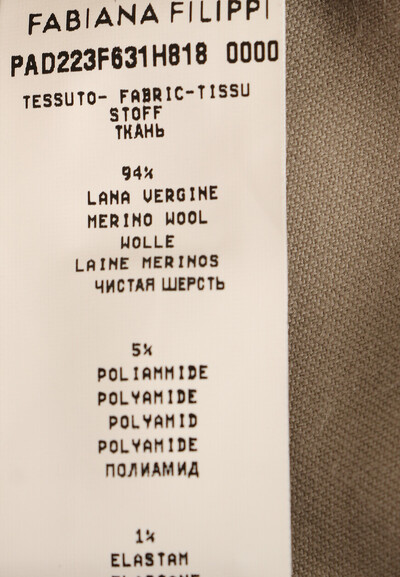 FABIANA FILIPPI
PAD223F631H818 0000
TESSUTO- FABRIC-TISSU
STOFF
ТКАНЬ
94%
LANA VERGINE
MERINO WOOL
WOLLE
LAINE MERINOS
ЧИСТАЯ ШЕРСТЬ
5%
POLIAMMIDE
POLYAMIDE
POLYAMID
POLYAMIDE
ПОЛИАМИД
1%
ELASTAM